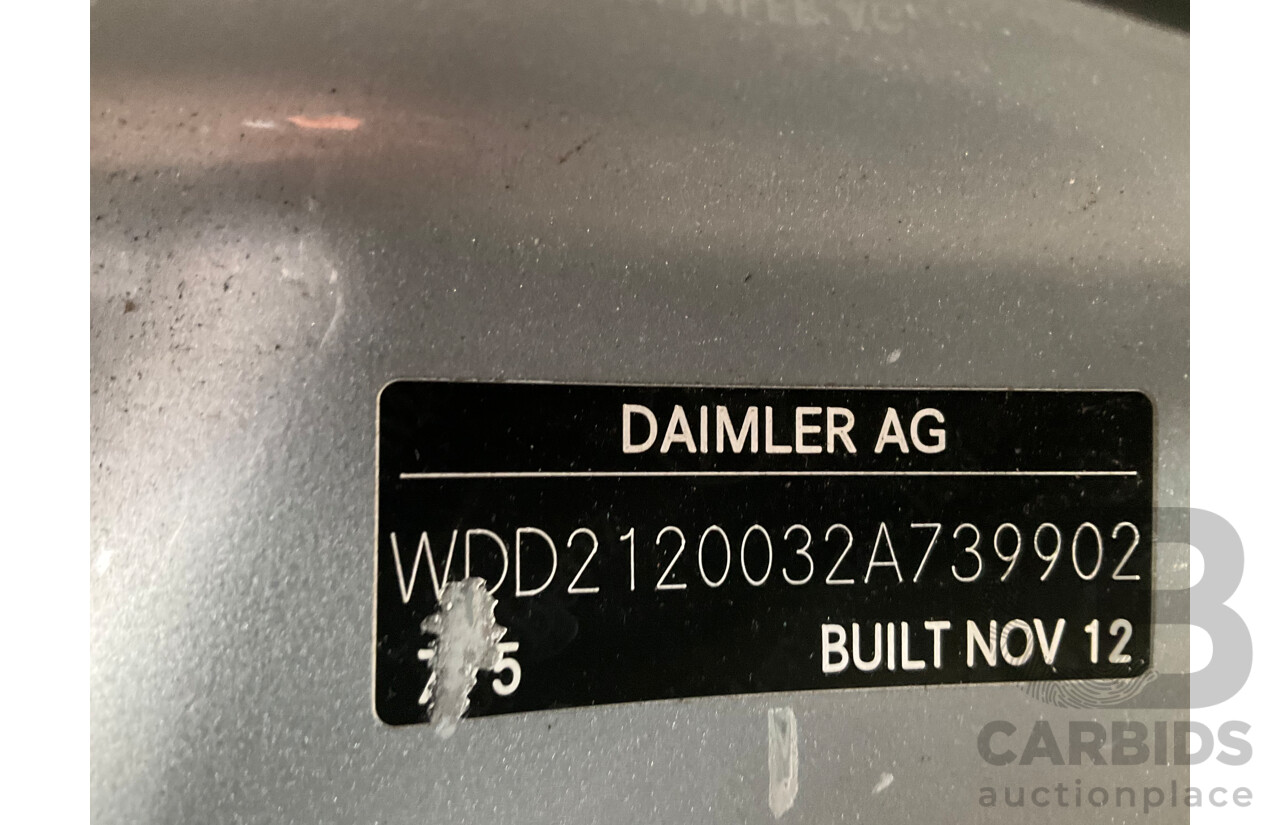 DAIMLER AG
WDD2120032A739902
BUILT NOV 12
CARBIDS
auctionplace